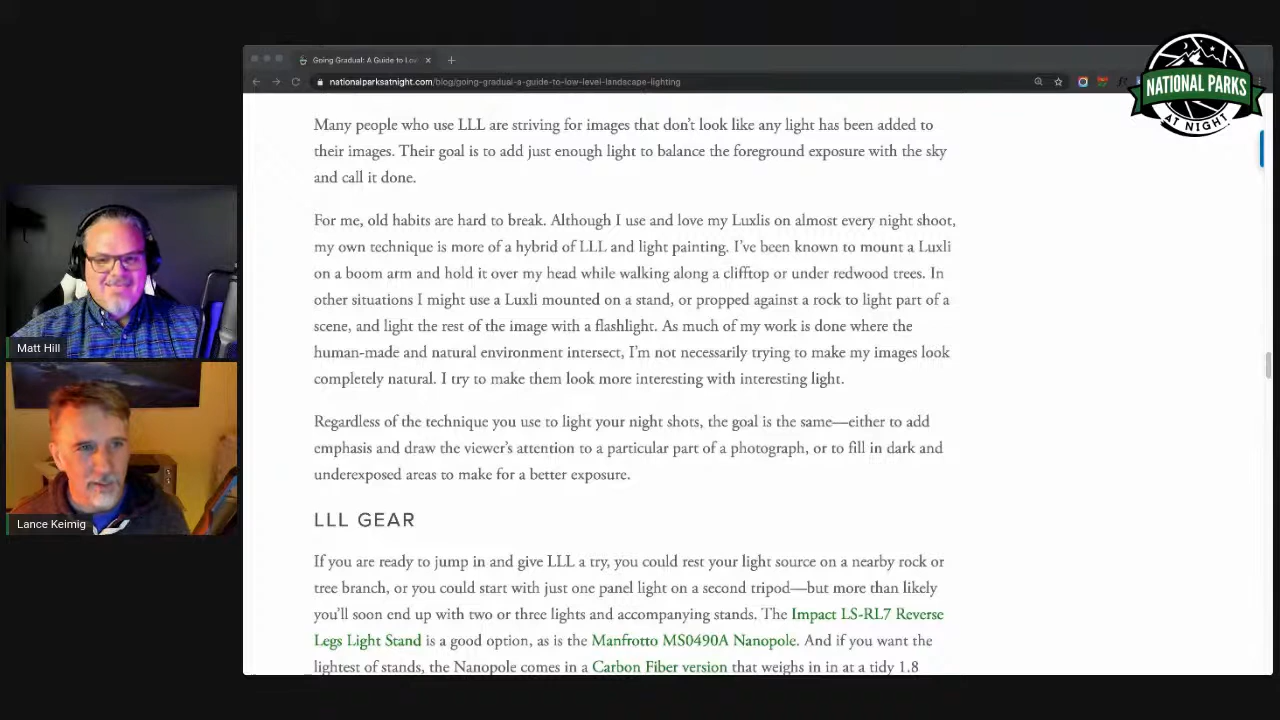 Going Gradual: A Guide to Lov
nationalparksatnight.com/blog/going-gradual-a-guide-to-low-level-landscape-lighting
NATIONAL PARKS
AT NIGHT
Many people who use LLL are striving for images that don't look like any light has been added to
their images. Their goal is to add just enough light to balance the foreground exposure with the sky
and call it done.
For me, old habits are hard to break. Although I use and love my Luxlis on almost every night shoot,
my own technique is more of a hybrid of LLL and light painting. I've been known to mount a Luxli
on a boom arm and hold it over my head while walking along a clifftop or under redwood trees. In
other situations I might use a Luxli mounted on a stand, or propped against a rock to light part of a
scene, and light the rest of the image with a flashlight. As much of my work is done where the
human-made and natural environment intersect, I'm not necessarily trying to make my images look
completely natural. I try to make them look more interesting with interesting light.
Regardless of the technique you use to light your night shots, the goal is the same—either to add
emphasis and draw the viewer's attention to a particular part of a photograph, or to fill in dark and
underexposed areas to make for a better exposure.
LLL GEAR
If you are ready to jump in and give LLL a try, you could rest your light source on a nearby rock or
tree branch, or you could start with just one panel light on a second tripod—but more than likely
you'll soon end up with two or three lights and accompanying stands. The Impact LS-RL7 Reverse
Legs Light Stand is a good option, as is the Manfrotto MS0490A Nanopole. And if you want the
lightest of stands, the Nanopole comes in a Carbon Fiber version that weighs in in at a tidy 1.8
Matt Hill
Lance Keimig